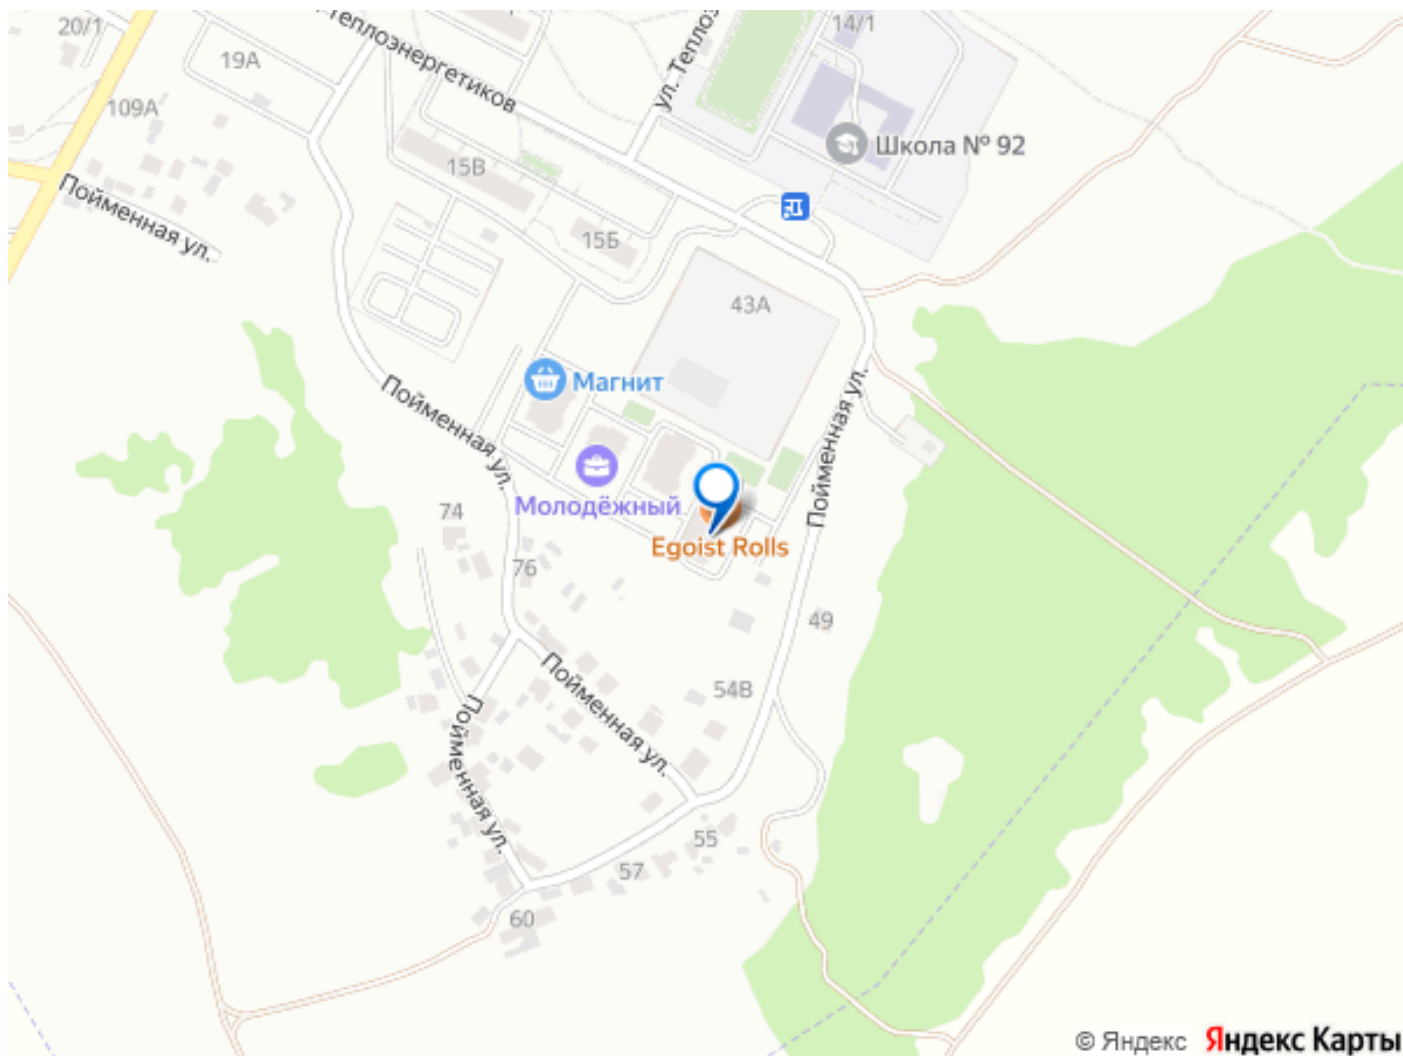 20/1
Теплоэнергетиков
14/1
19А
ул. Тепло
109А
Школа № 92
15В
Пойменная ул.
15Б
43А
Магнит
Пойменная ул.
Пойменная ул.
Молодёжный
74
Egoist Rolls
76
49
Пойменная ул.
54В
Пойменная ул.
55
57
60
© Яндекс Яндекс Карты